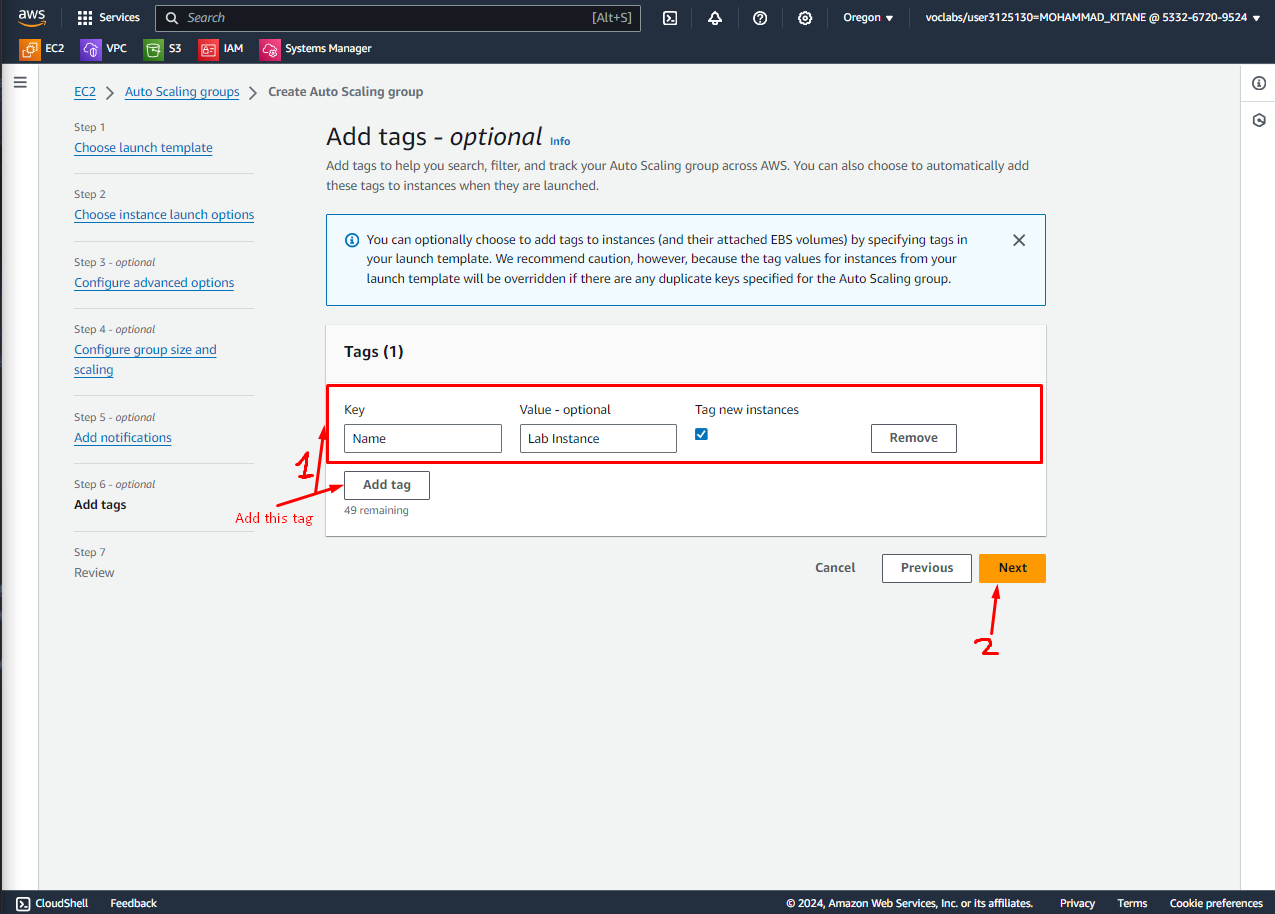 aws
Services
Search
[Alt+S]
Oregon
voclabs/user3125130=MOHAMMAD_KITANE @ 5332-6720-9524
EC2
VPC
S3
IAM
Systems Manager
EC2
Auto Scaling groups
Create Auto Scaling group
Step 1
Choose launch template
Step 2
Choose instance launch options
Step 3 - optional
Configure advanced options
Step 4 - optional
Configure group size and
scaling
Step 5 - optional
Add notifications
Step 6 - optional
Add tags
Step 7
Review
Add tags - optional Info
Add tags to help you search, filter, and track your Auto Scaling group across AWS. You can also choose to automatically add
these tags to instances when they are launched.
You can optionally choose to add tags to instances (and their attached EBS volumes) by specifying tags in
your launch template. We recommend caution, however, because the tag values for instances from your
launch template will be overridden if there are any duplicate keys specified for the Auto Scaling group.
Tags (1)
Key
Value - optional
Tag new instances
Name
Lab Instance
Remove
1
Add tag
Add this tag
49 remaining
Cancel
Previous
Next
2
CloudShell
Feedback
© 2024, Amazon Web Services, Inc. or its affiliates.
Privacy
Terms
Cookie preferences